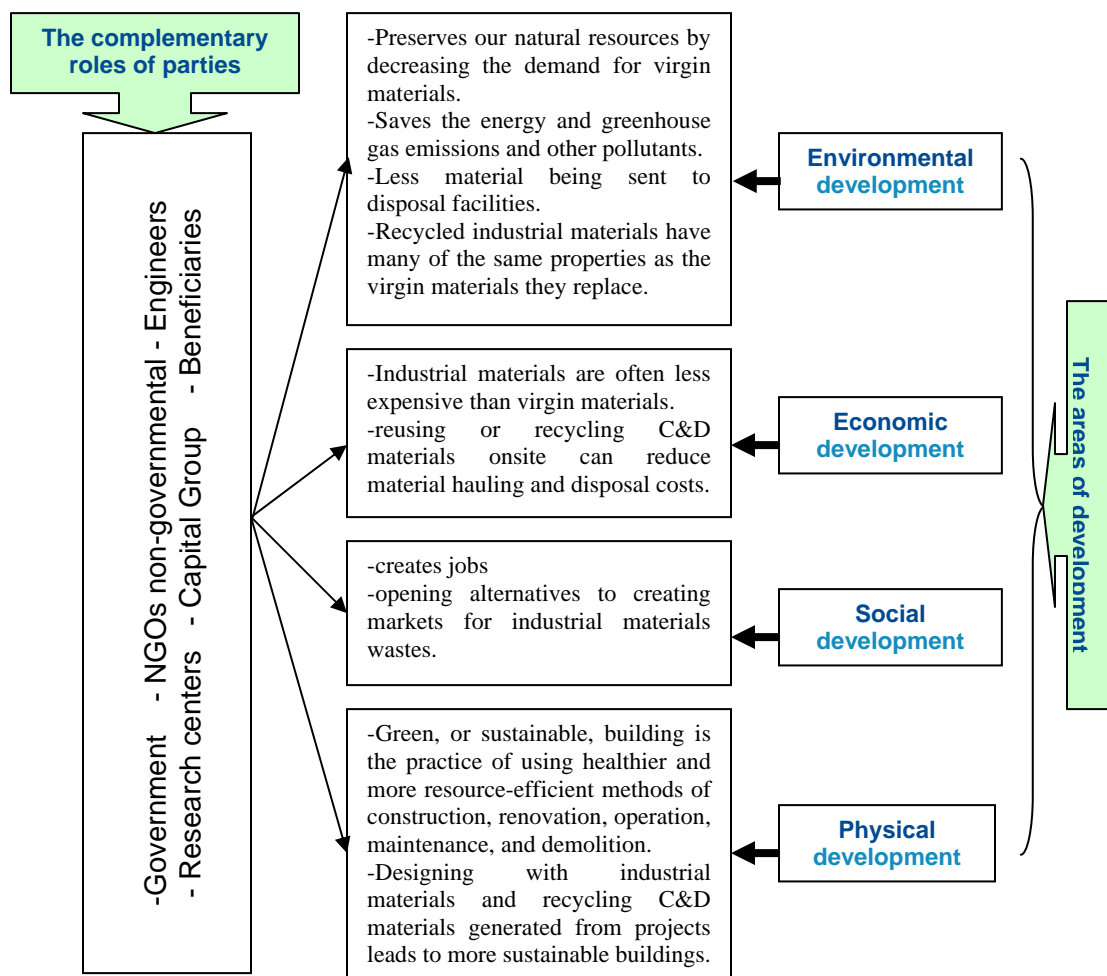 The complementary
roles of parties
-Government - NGOs non-governmental - Engineers
- Research centers - Capital Group - Beneficiaries
-Preserves our natural resources by
decreasing the demand for virgin
materials.
-Saves the energy and greenhouse
gas emissions and other pollutants.
-Less material being sent to
disposal facilities.
-Recycled industrial materials have
many of the same properties as the
virgin materials they replace.
-Industrial materials are often less
expensive than virgin materials.
-reusing or recycling C&D
materials onsite can reduce
material hauling and disposal costs.
-creates jobs
-opening alternatives to creating
markets for industrial materials
wastes.
-Green, or sustainable, building is
the practice of using healthier and
more resource-efficient methods of
construction, renovation, operation,
maintenance, and demolition.
-Designing with industrial
materials and recycling C&D
materials generated from projects
leads to more sustainable buildings.
Environmental
development
Economic
development
Social
development
Physical
development
The areas of development